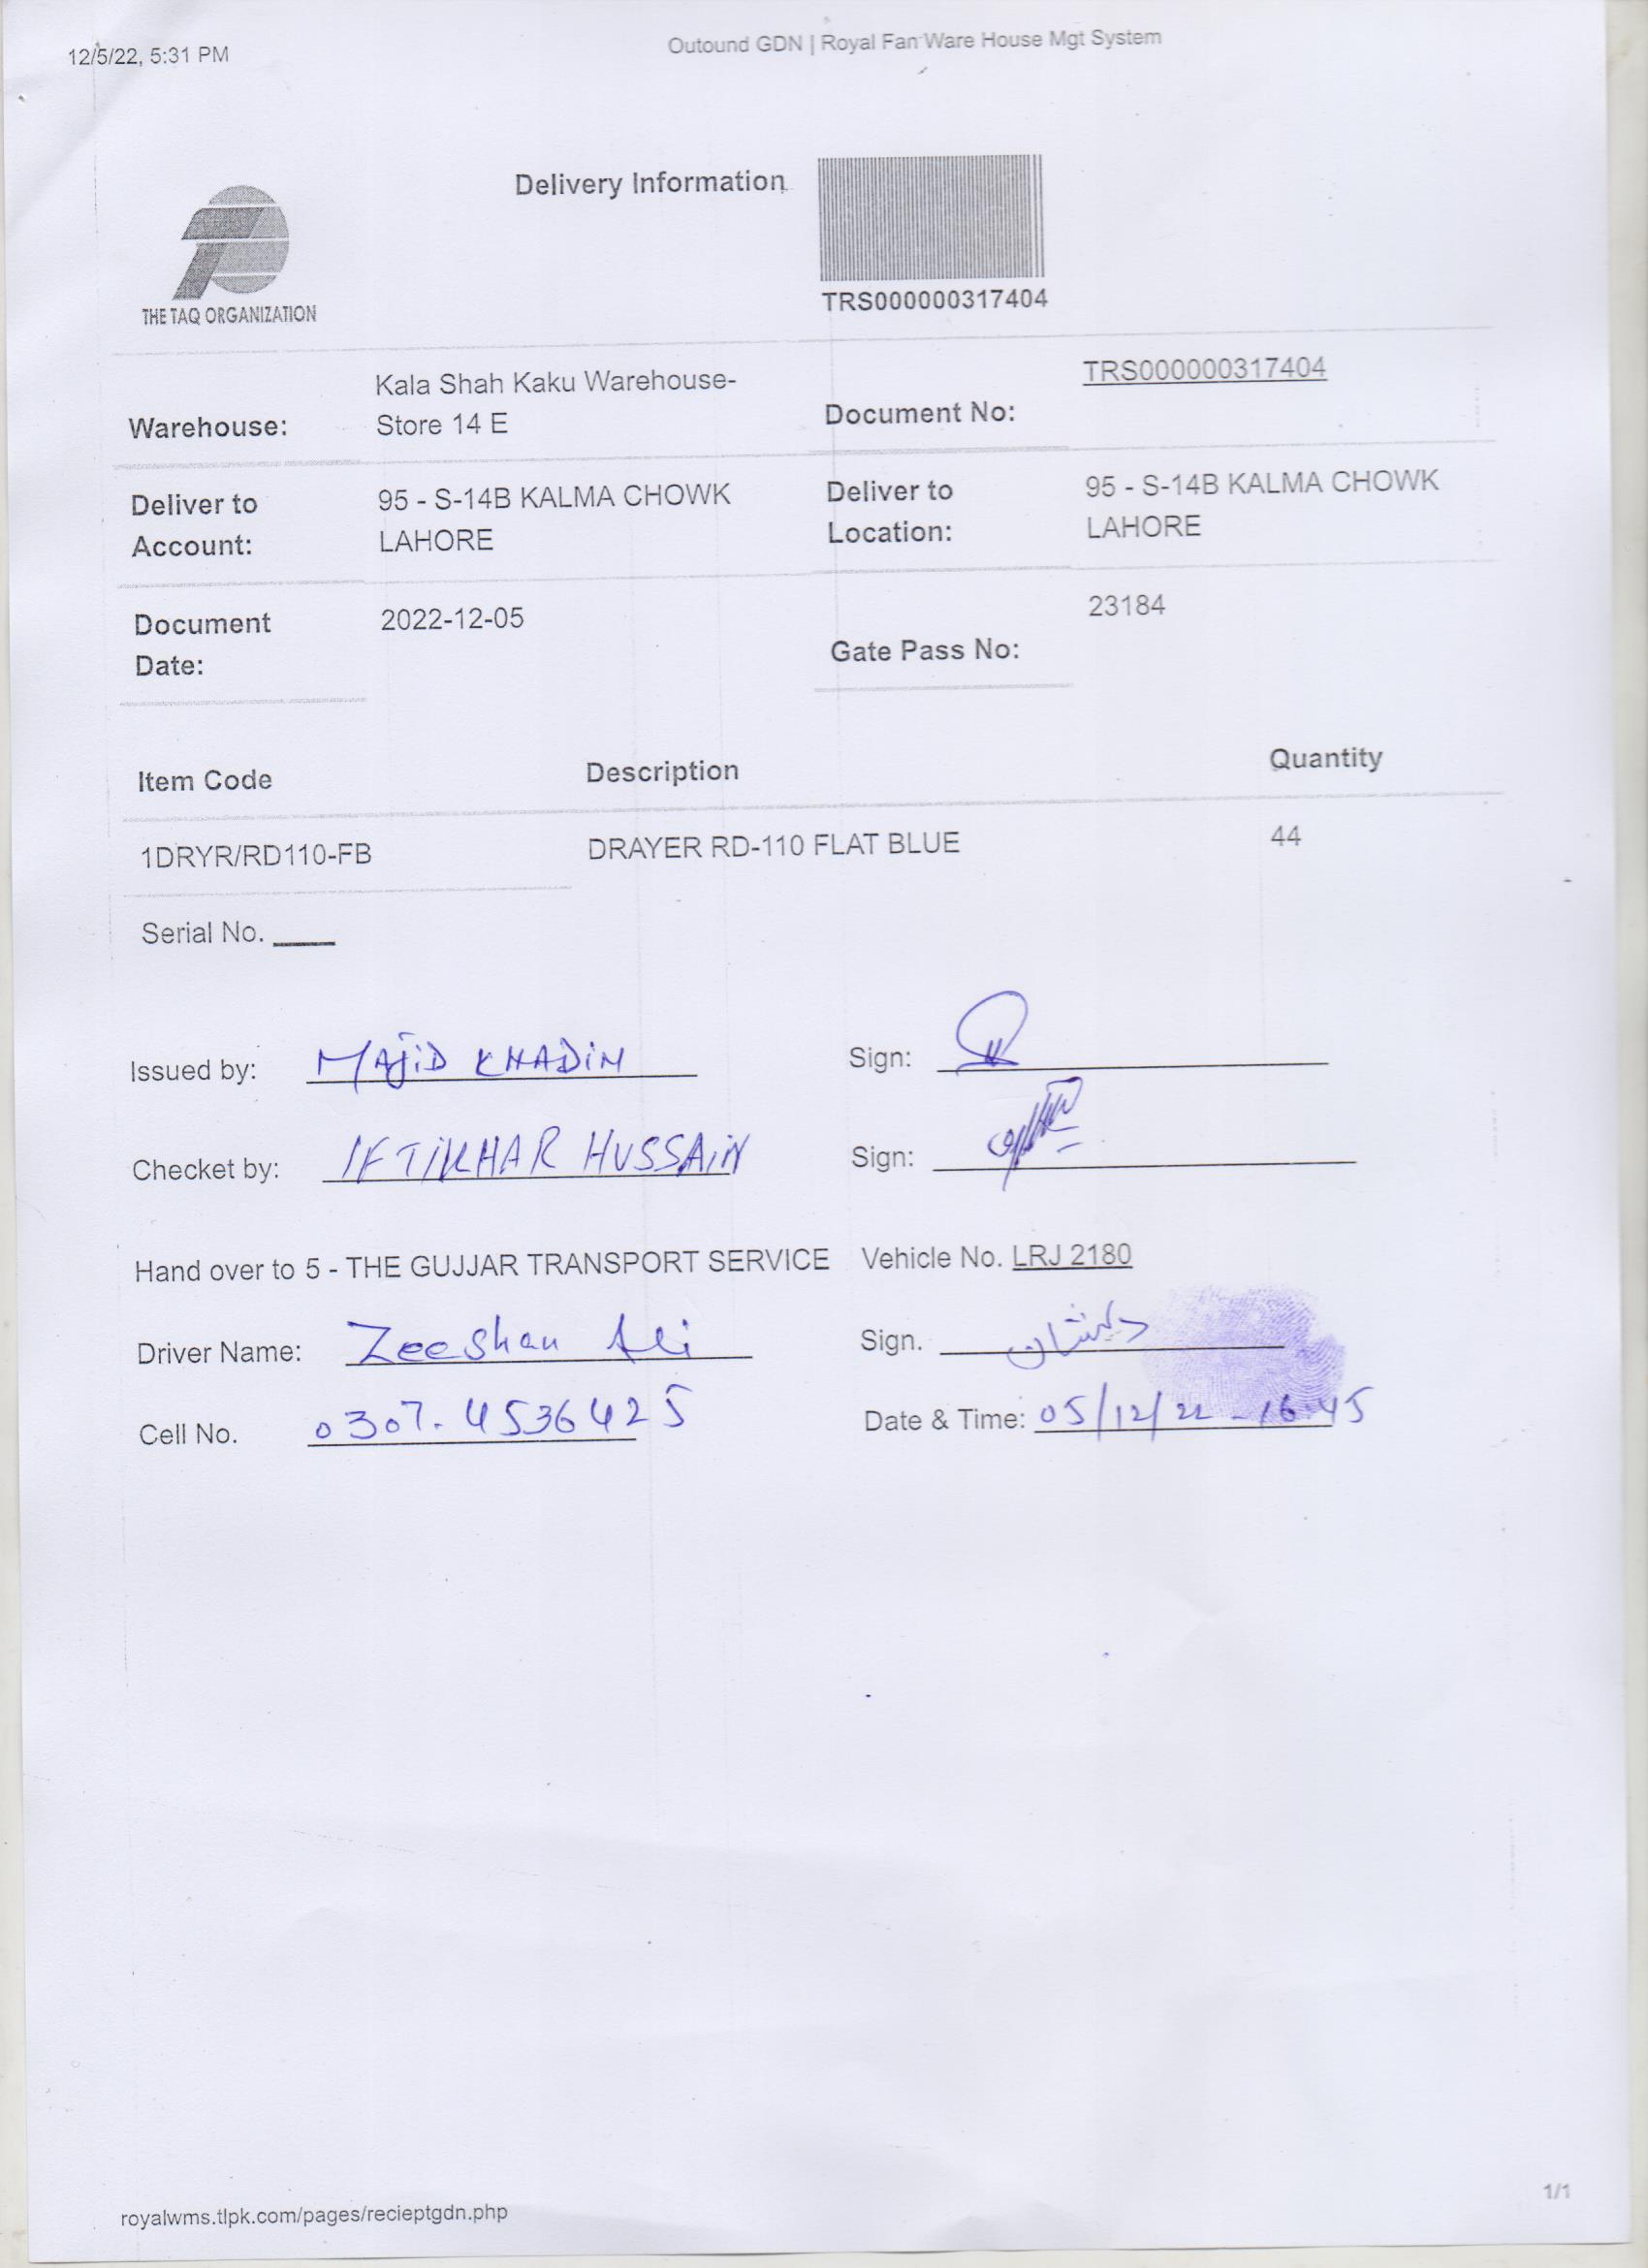 12/5/22, 5:31 PM
Outound GDN | Royal Fan Ware House Mgt System
Delivery Information
THE TAQ ORGANIZATION
TRS000000317404
Warehouse: Kala Shah Kaku Warehouse-
Store 14 E
Document No: TRS000000317404
Deliver to
Account:
95 - S-14B KALMA CHOWK
LAHORE
Deliver to
Location:
95 - S-14B KALMA CHOWK
LAHORE
Document
Date:
2022-12-05
Gate Pass No: 23184
Item Code Description Quantity
1DRYR/RD110-FB DRAYER RD-110 FLAT BLUE 44
Serial No.
Issued by: MAJID KHADIM Sign:
Checket by: IFTIKHAR HUSSAIN Sign:
Hand over to 5 - THE GUJJAR TRANSPORT SERVICE Vehicle No. LRJ 2180
Driver Name: Zeeshan Ali Sign. ذیشان
Cell No. 0307-4536425 Date & Time: 05/12/22 - 16:45
royalwms.tlpk.com/pages/recieptgdn.php
1/1